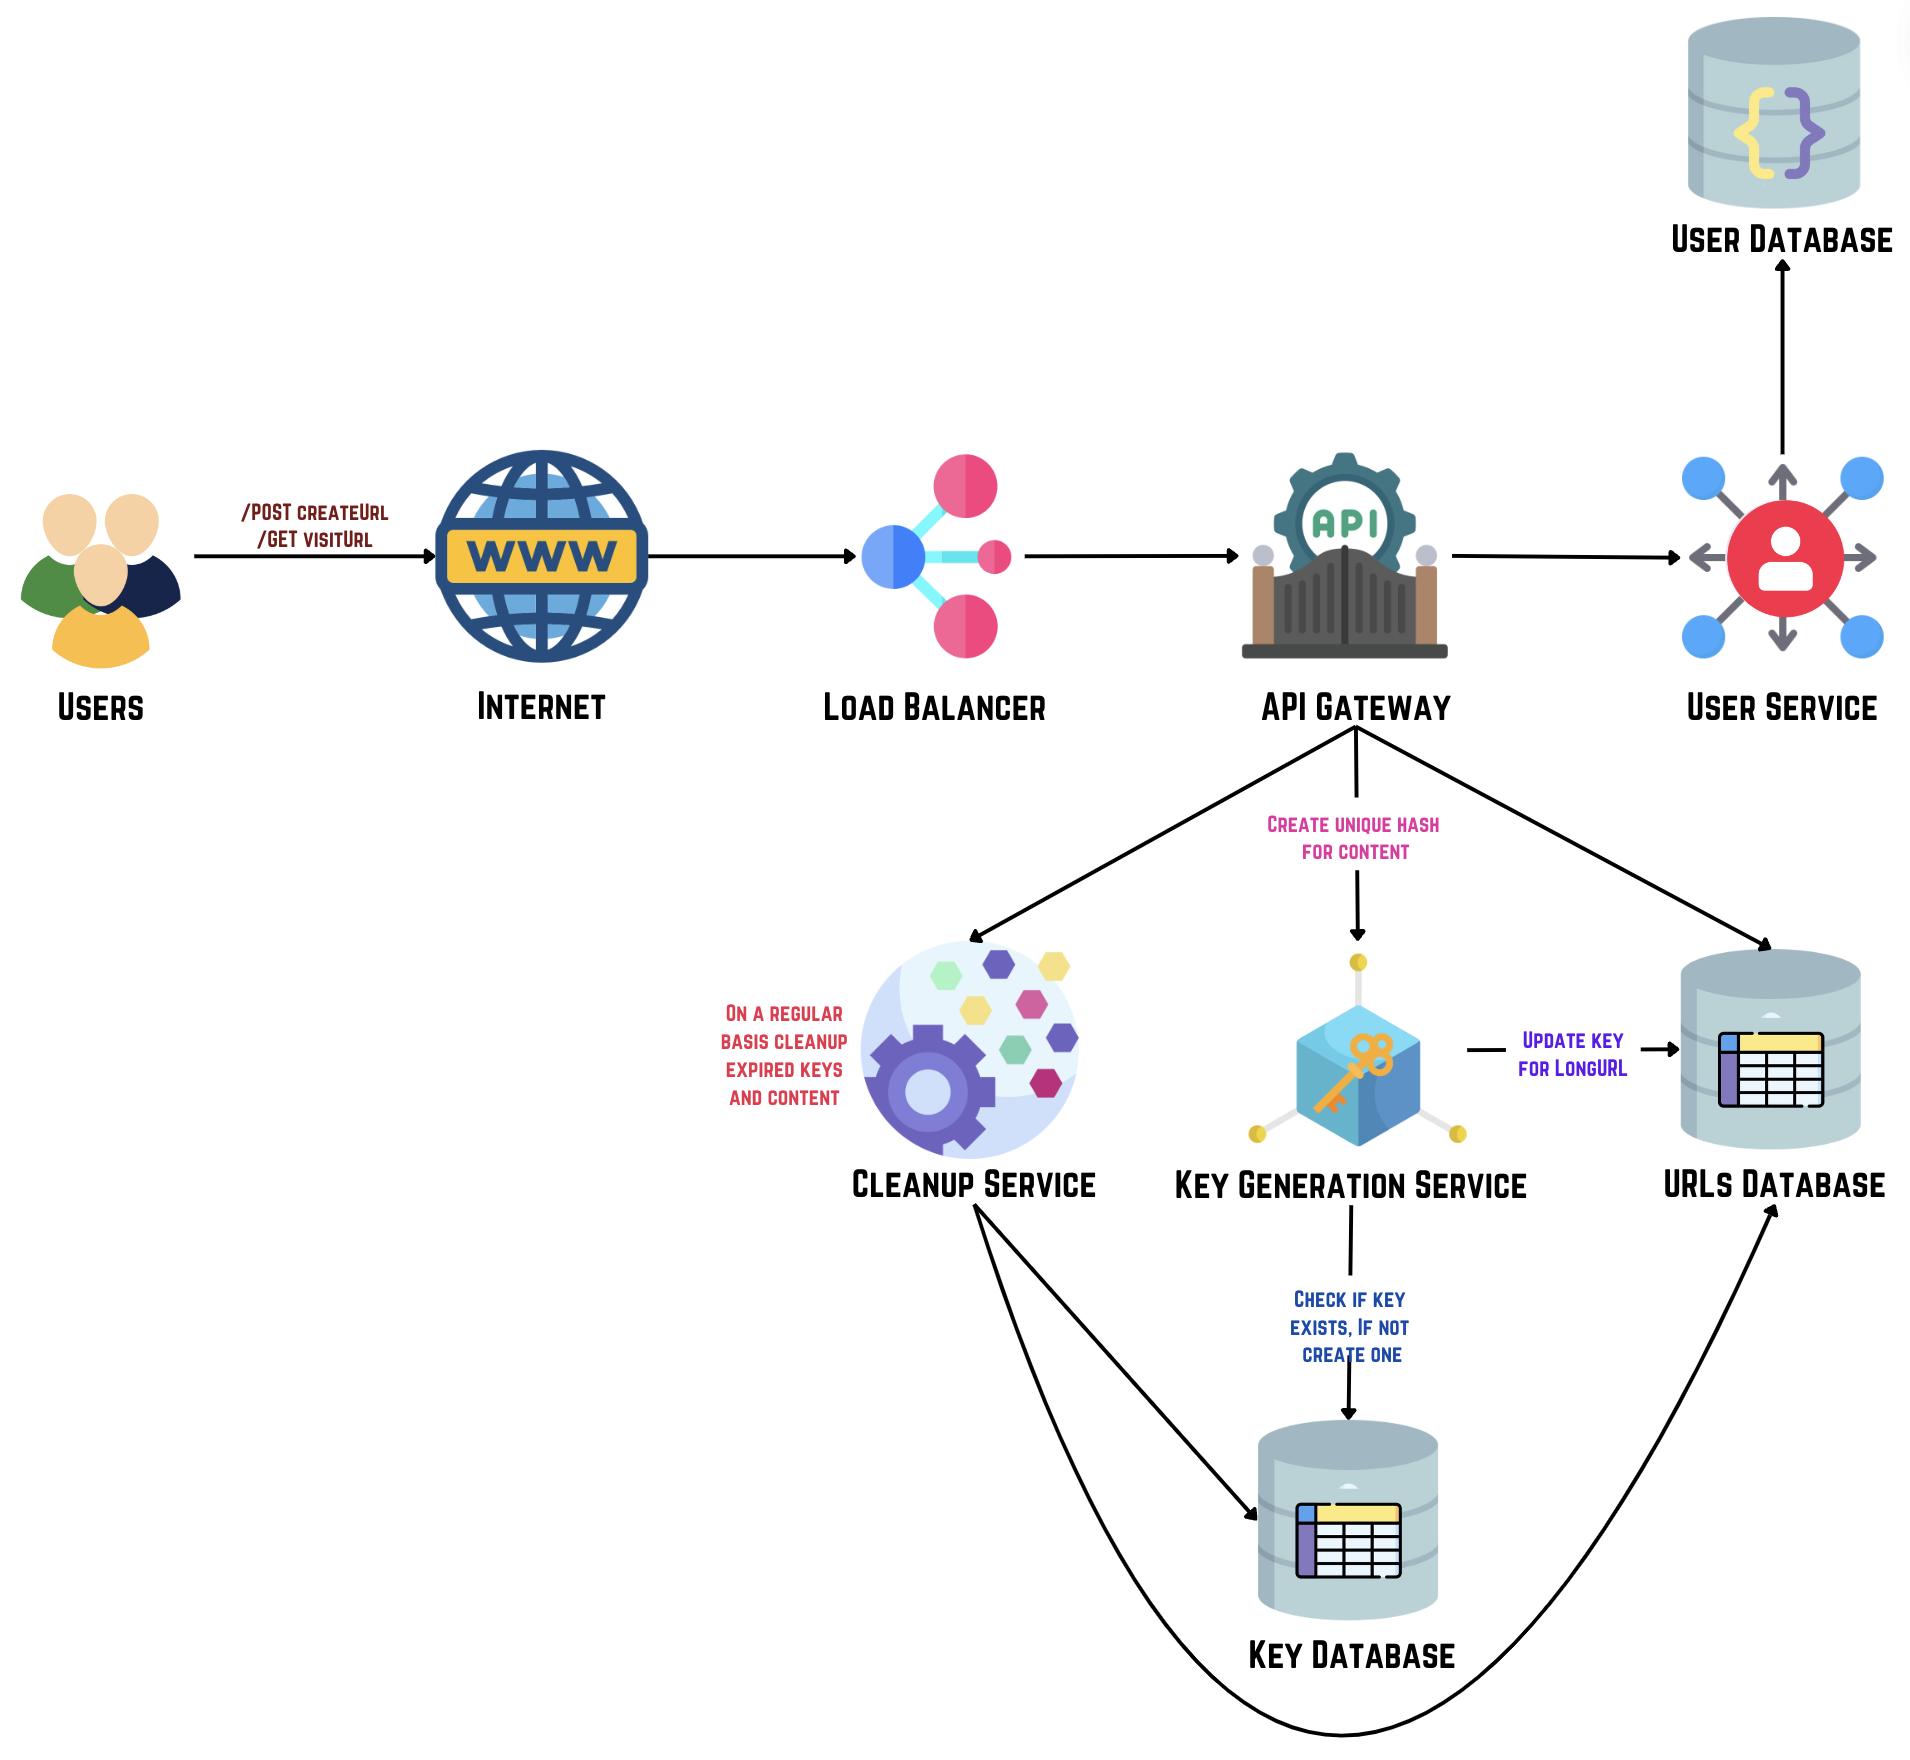 User Database
/POST createUrl
/GET visitUrl
WWW
API
Users
Internet
Load Balancer
API Gateway
User Service
Create unique hash
for content
On a regular
basis cleanup
expired keys
and content
Update key
for LongURL
Cleanup Service
Key Generation Service
URLs Database
Check if key
exists, If not
create one
Key Database